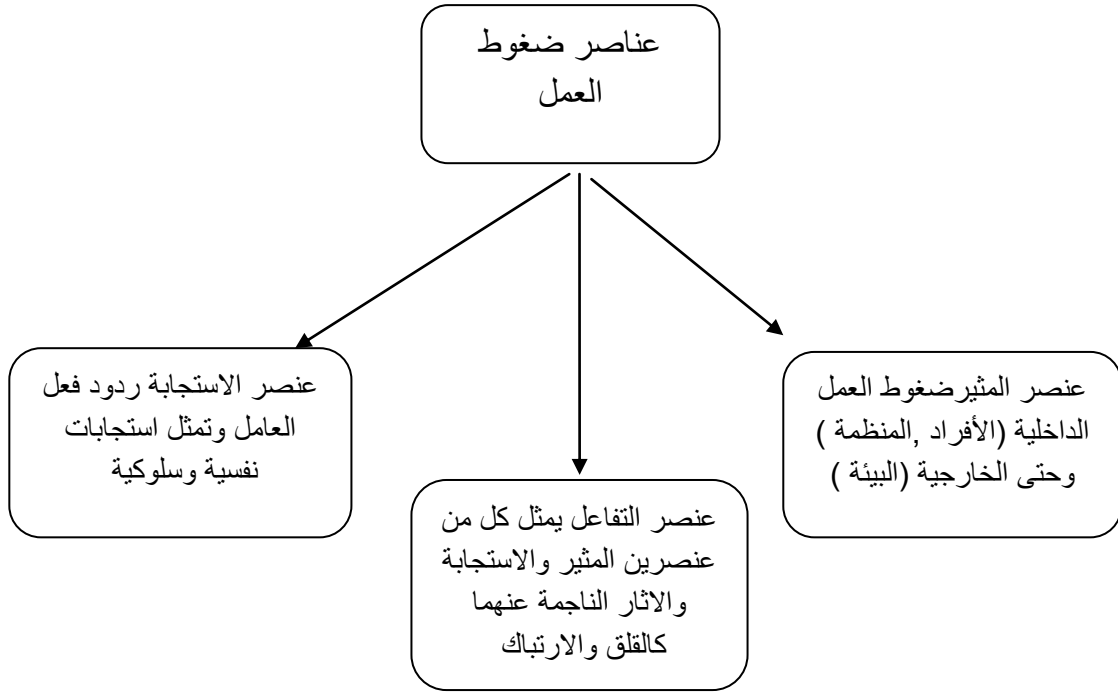 عناصر ضغوط
العمل
عنصر المثيرضغوط العمل
الداخلية (الأفراد ,المنظمة )
وحتى الخارجية (البيئة )
عنصر التفاعل يمثل كل من
عنصرين المثير والاستجابة
والاثار الناجمة عنهما
كالقلق والارتباك
عنصر الاستجابة ردود فعل
العامل وتمثل استجابات
نفسية وسلوكية